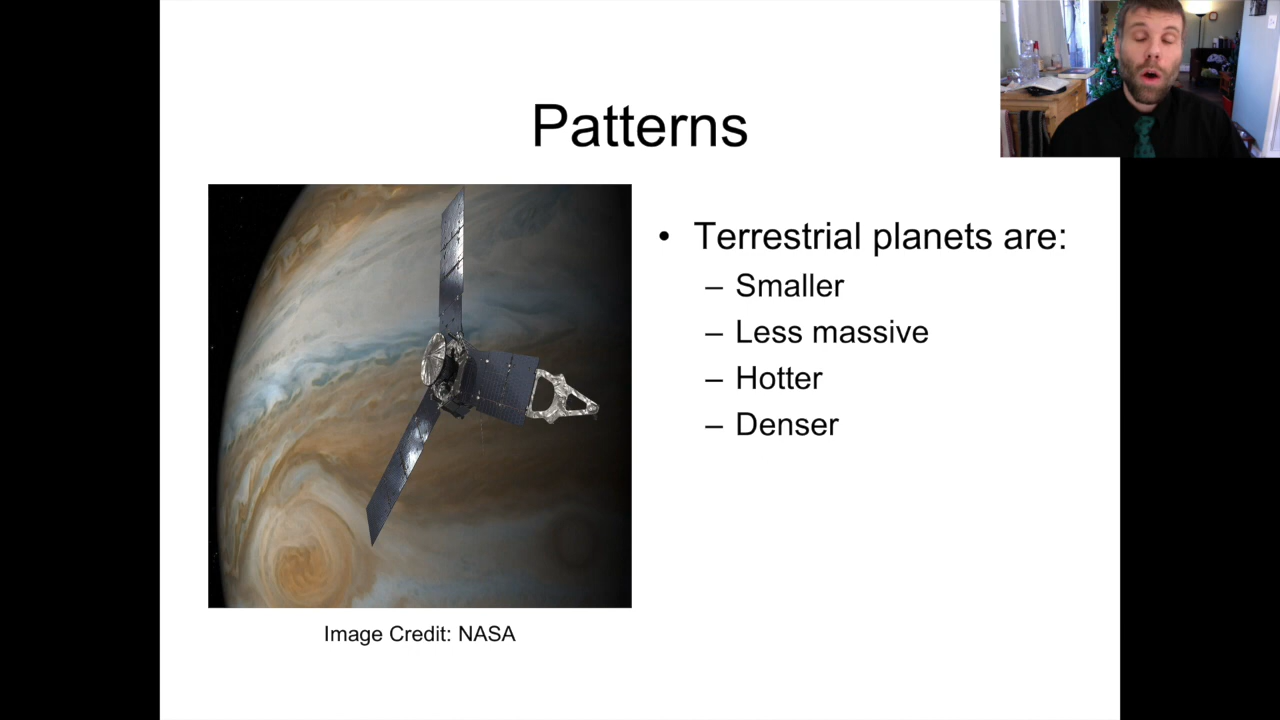 Patterns
• Terrestrial planets are:
– Smaller
– Less massive
– Hotter
– Denser
Image Credit: NASA